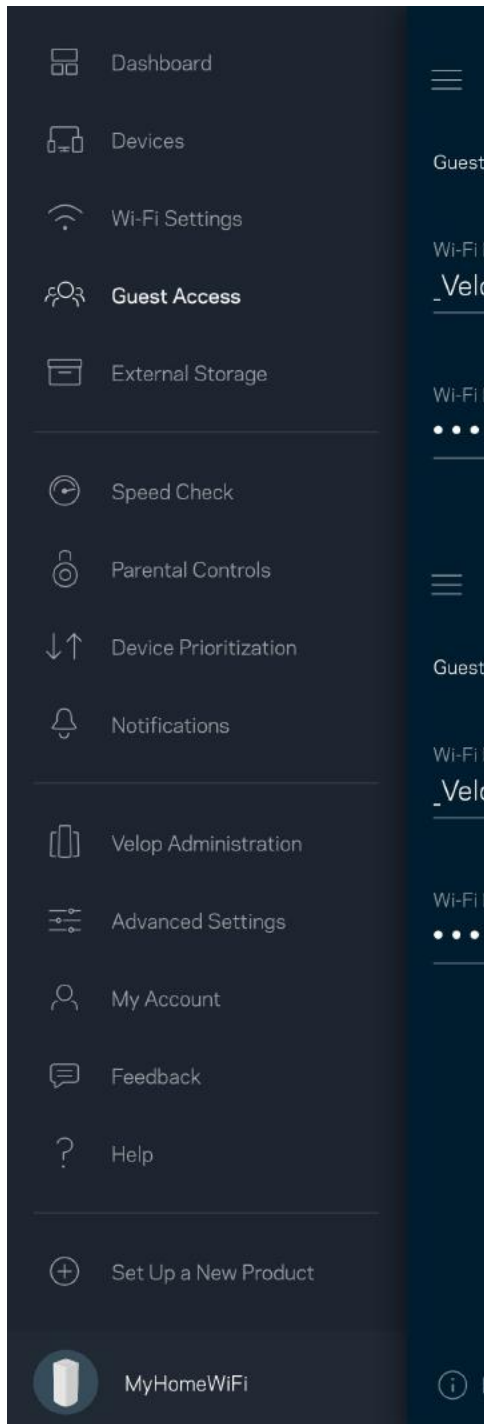 Dashboard
Devices
Wi-Fi Settings
Guest Access
External Storage
Speed Check
Parental Controls
Device Prioritization
Notifications
Velop Administration
Advanced Settings
My Account
Feedback
? Help
Set Up a New Product
MyHomeWiFi
Guest
Wi-Fi
_Velo
Wi-Fi
Guest
Wi-Fi
_Velo
Wi-Fi